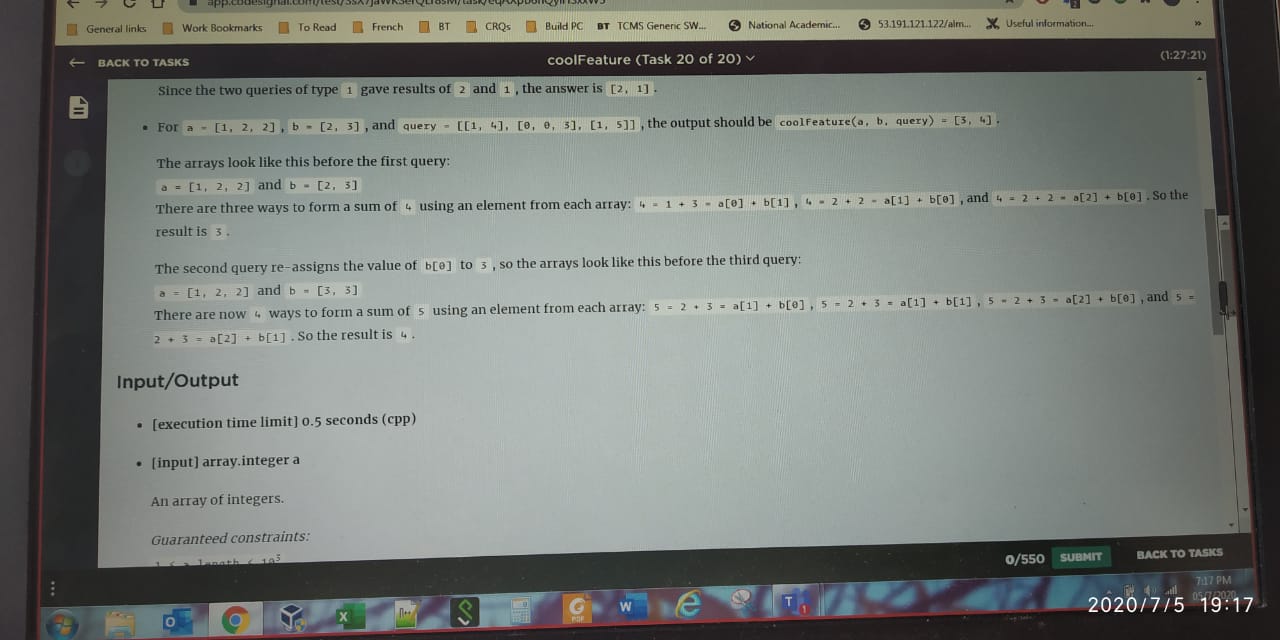 General links Work Bookmarks To Read French BT CRQs Build PC BT TCMS Generic SW... National Academic... 53.191.121.122/alm... Useful information... »
← BACK TO TASKS coolFeature (Task 20 of 20) (1:27:21)
Since the two queries of type 1 gave results of 2 and 1, the answer is [2, 1].
• For a = [1, 2, 2], b = [2, 3], and query = [[1, 4], [0, 0, 3], [1, 5]], the output should be coolFeature(a, b, query) = [3, 4].
The arrays look like this before the first query:
a = [1, 2, 2] and b = [2, 3]
There are three ways to form a sum of 4 using an element from each array: 4 = 1 + 3 = a[0] + b[1], 4 = 2 + 2 = a[1] + b[0], and 4 = 2 + 2 = a[2] + b[0]. So the
result is 3.
The second query re-assigns the value of b[0] to 3, so the arrays look like this before the third query:
a = [1, 2, 2] and b = [3, 3]
There are now 4 ways to form a sum of 5 using an element from each array: 5 = 2 + 3 = a[1] + b[0], 5 = 2 + 3 = a[1] + b[1], 5 = 2 + 3 = a[2] + b[0], and 5 =
2 + 3 = a[2] + b[1]. So the result is 4.
Input/Output
• [execution time limit] 0.5 seconds (cpp)
• [input] array.integer a
An array of integers.
Guaranteed constraints:
0/550 SUBMIT BACK TO TASKS
7:17 PM
2020/7/5 19:17